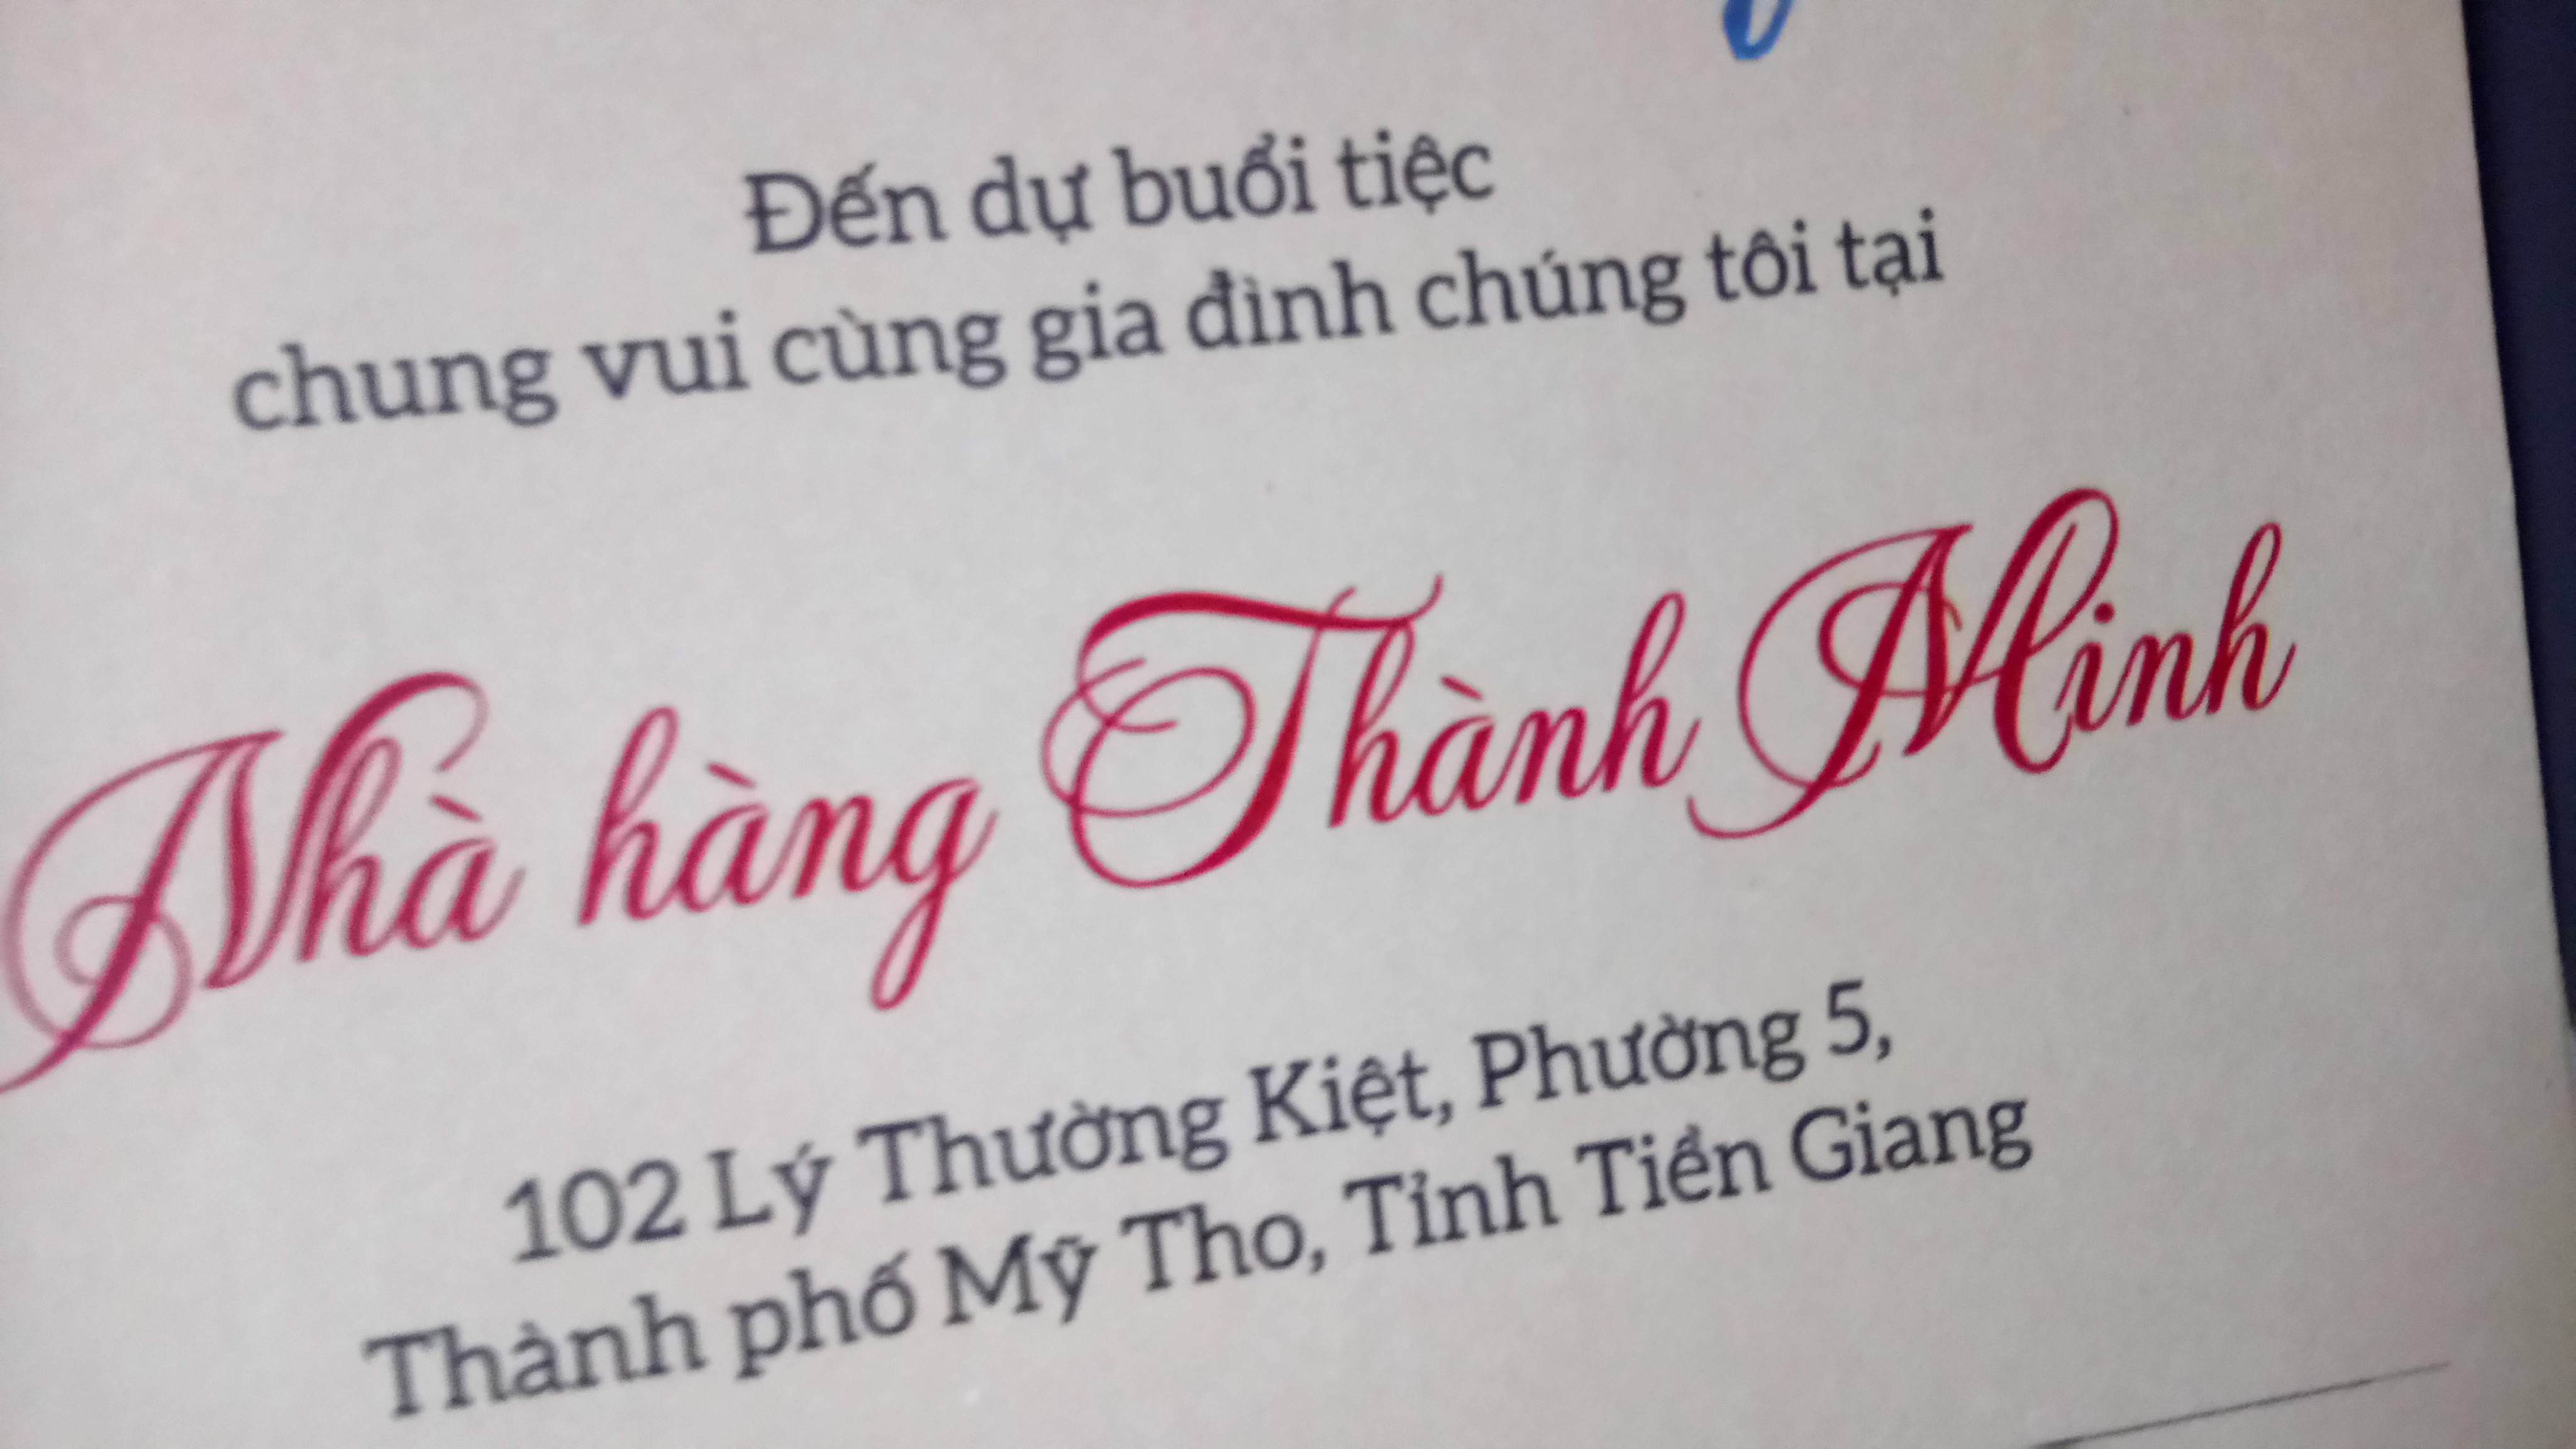 Đến dự buổi tiệc
chung vui cùng gia đình chúng tôi tại
Nhà hàng Thành Minh
102 Lý Thường Kiệt, Phường 5,
Thành phố Mỹ Tho, Tỉnh Tiền Giang